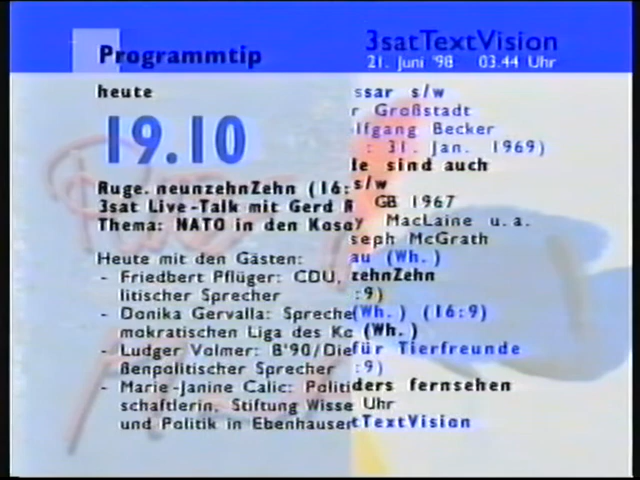 Programmtip
3satTextVision
21. Juni '98 03.44 Uhr
heute
19.10
Ruge. neunzehnZehn (16:
3sat Live-Talk mit Gerd R
Thema: NATO in den Koso
Heute mit den Gästen:
- Friedbert Pflüger: CDU,
litischer Sprecher
- Donika Gervalla: Spreche
mokratischen Liga des Ko
- Ludger Volmer: B'90/Die
ßenpolitischer Sprecher
- Marie-Janine Calic: Politi
schaftlerin, Stiftung Wisse
und Politik in Ebenhausen
ssar s/w
r Großstadt
lfgang Becker
: 31. Jan. 1969)
le sind auch
s/w
GB 1967
y MacLaine u.a.
seph McGrath
au (Wh.)
zehnZehn
:9)
(Wh.) (16:9)
(Wh.)
für Tierfreunde
:9)
ders fernsehen
Uhr
tTextVision